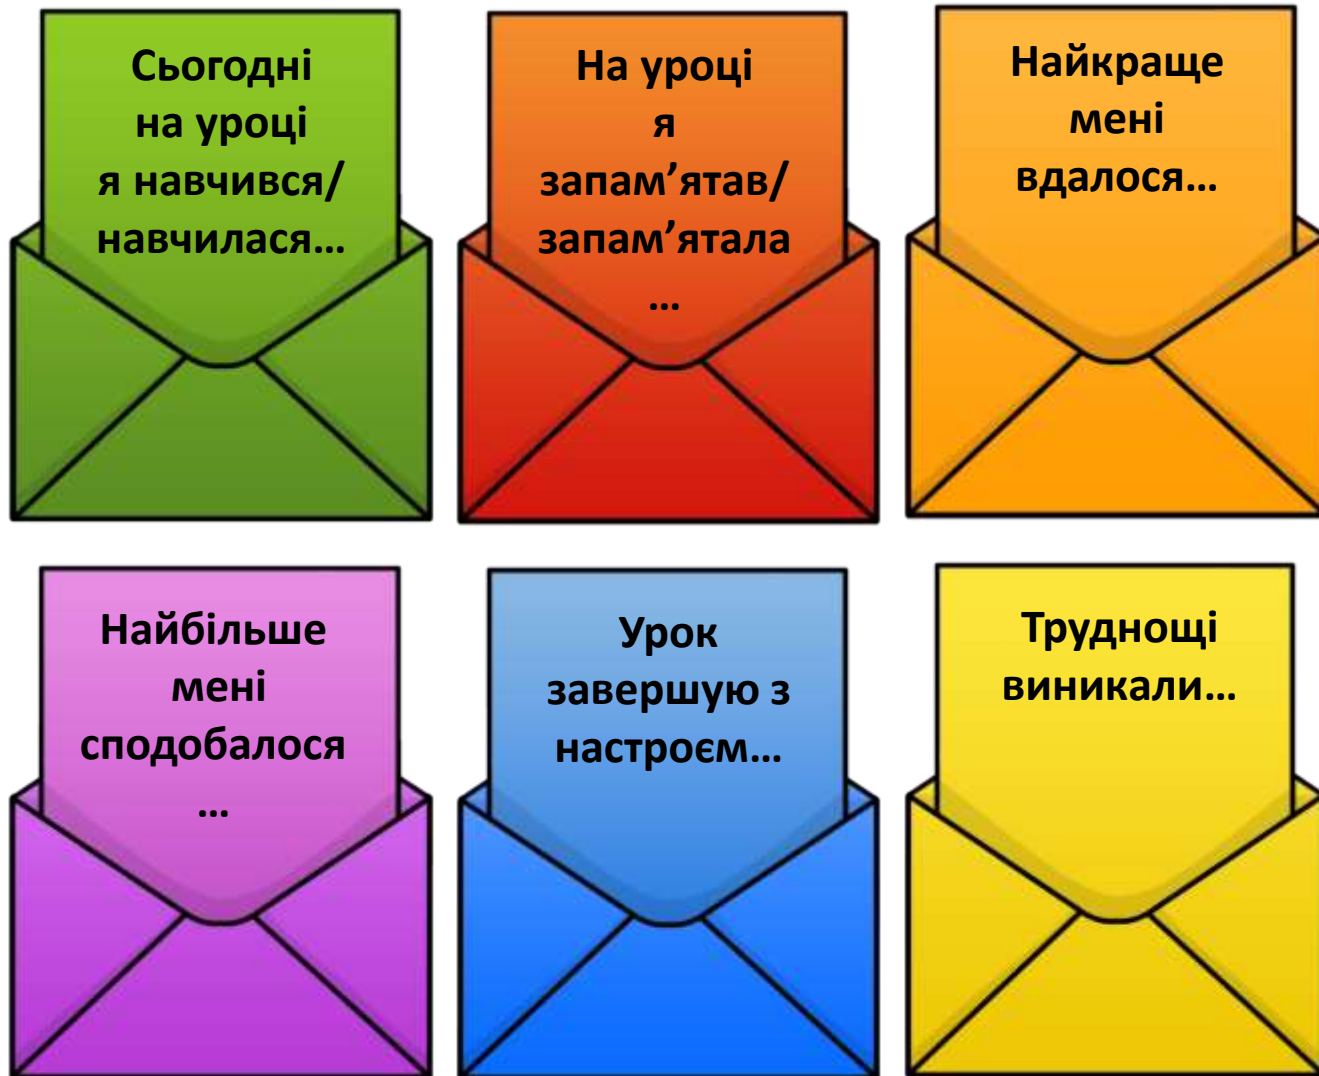 Сьогодні
на уроці
я навчився/
навчилася...
На уроці
я
запам’ятав/
запам’ятала
...
Найкраще
мені
вдалося...
Найбільше
мені
сподобалося
...
Урок
завершую з
настроєм...
Труднощі
виникали...